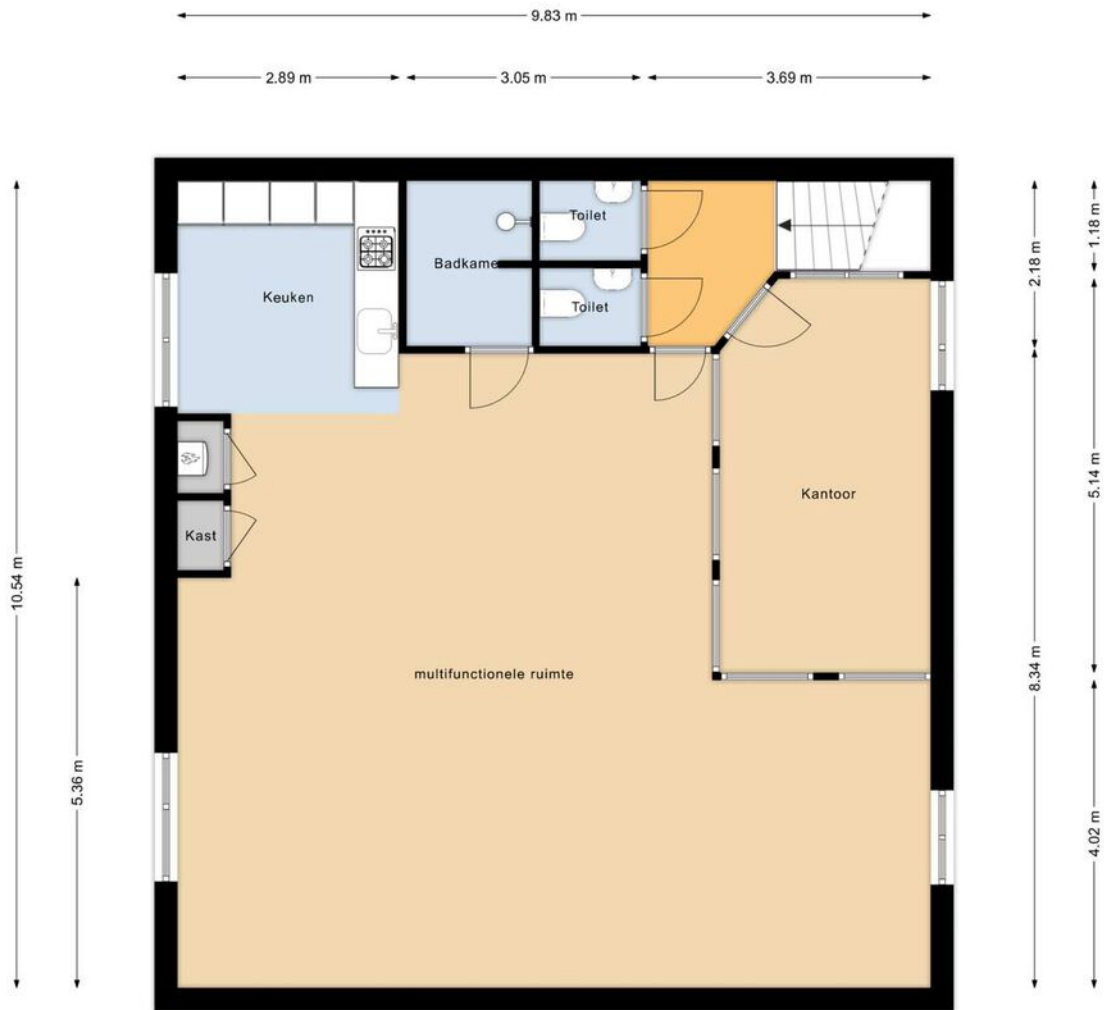 9.83 m
2.89 m
3.05 m
3.69 m
Toilet
Badkame
Keuken
Toilet
2.18 m
1.18 m
Kantoor
5.14 m
Kast
10.54 m
multifunctionele ruimte
8.34 m
5.36 m
4.02 m